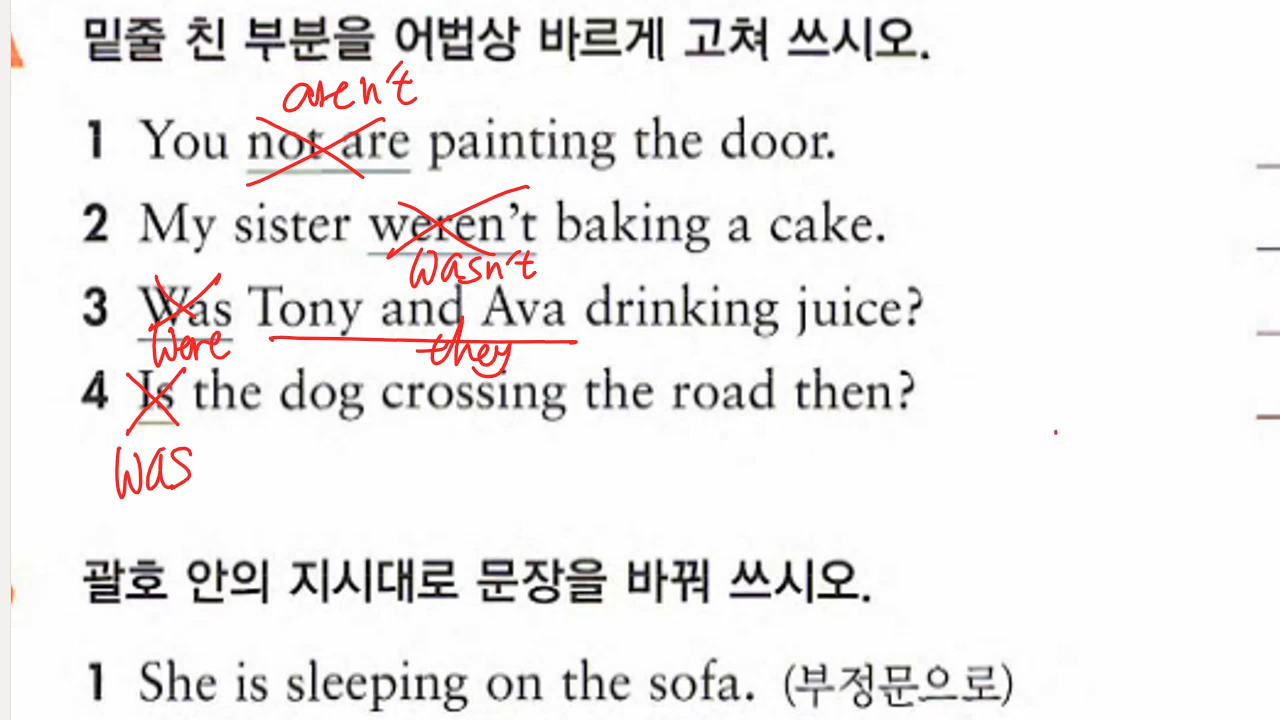 밑줄 친 부분을 어법상 바르게 고쳐 쓰시오.
aren't
1 You not are painting the door.
2 My sister weren't baking a cake.
wasn't
3 Was Tony and Ava drinking juice?
Were they
4 Is the dog crossing the road then?
was
괄호 안의 지시대로 문장을 바꿔 쓰시오.
1 She is sleeping on the sofa. (부정문으로)